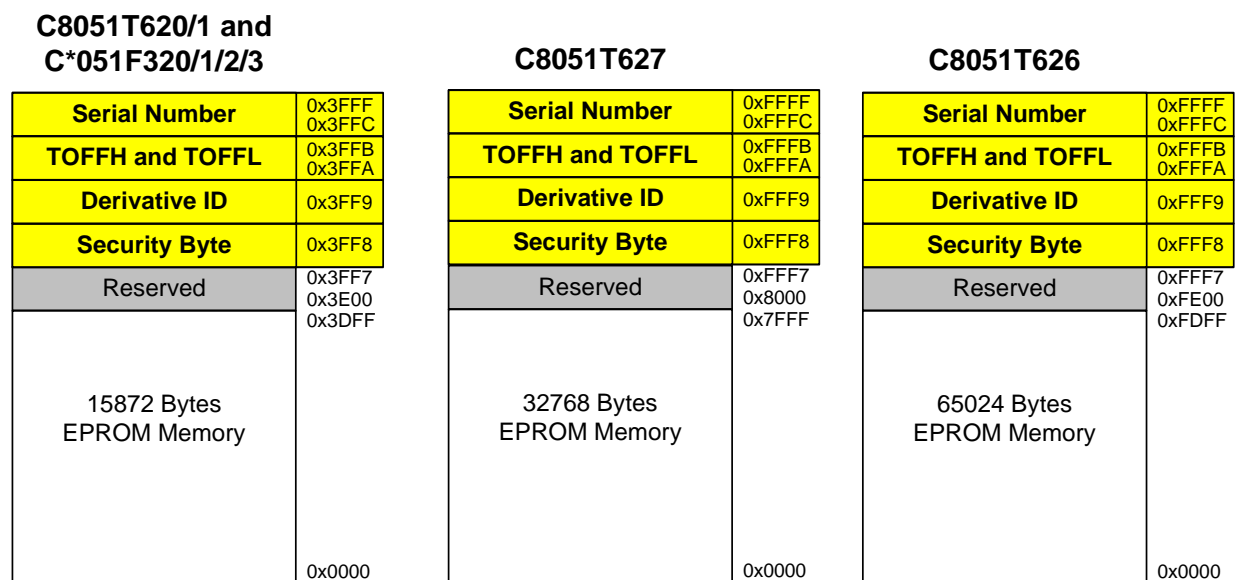 C8051T620/1 and
C*051F320/1/2/3
Serial Number
0x3FFF
0x3FFC
TOFFH and TOFFL
0x3FFB
0x3FFA
Derivative ID
0x3FF9
Security Byte
0x3FF8
Reserved
0x3FF7
0x3E00
0x3DFF
15872 Bytes
EPROM Memory
0x0000
C8051T627
Serial Number
0xFFFF
0xFFFC
TOFFH and TOFFL
0xFFFB
0xFFFA
Derivative ID
0xFFF9
Security Byte
0xFFF8
Reserved
0xFFF7
0x8000
0x7FFF
32768 Bytes
EPROM Memory
0x0000
C8051T626
Serial Number
0xFFFF
0xFFFC
TOFFH and TOFFL
0xFFFB
0xFFFA
Derivative ID
0xFFF9
Security Byte
0xFFF8
Reserved
0xFFF7
0xFE00
0xFDFF
65024 Bytes
EPROM Memory
0x0000